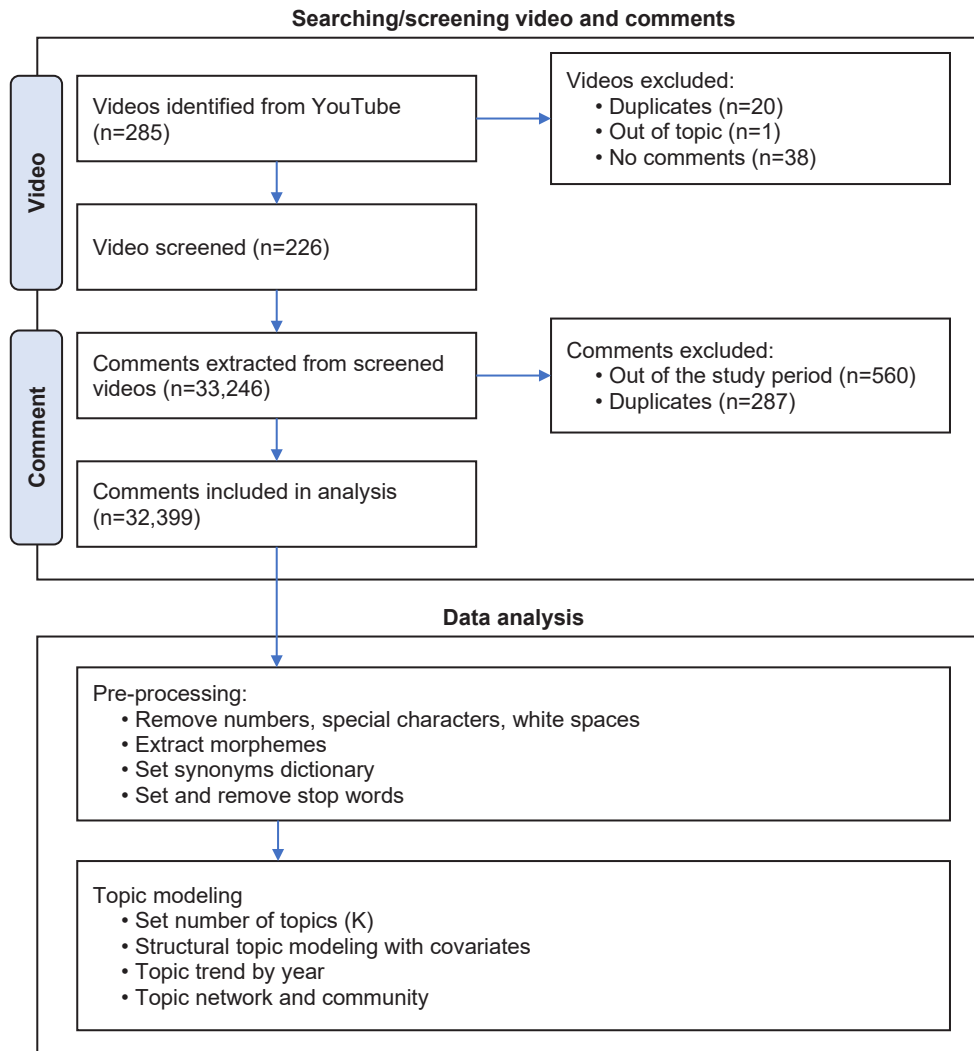 Searching/screening video and comments
Video
Videos identified from YouTube
(n=285)
Videos excluded:
• Duplicates (n=20)
• Out of topic (n=1)
• No comments (n=38)
Video screened (n=226)
Comment
Comments extracted from screened
videos (n=33,246)
Comments excluded:
• Out of the study period (n=560)
• Duplicates (n=287)
Comments included in analysis
(n=32,399)
Data analysis
Pre-processing:
• Remove numbers, special characters, white spaces
• Extract morphemes
• Set synonyms dictionary
• Set and remove stop words
Topic modeling
• Set number of topics (K)
• Structural topic modeling with covariates
• Topic trend by year
• Topic network and community